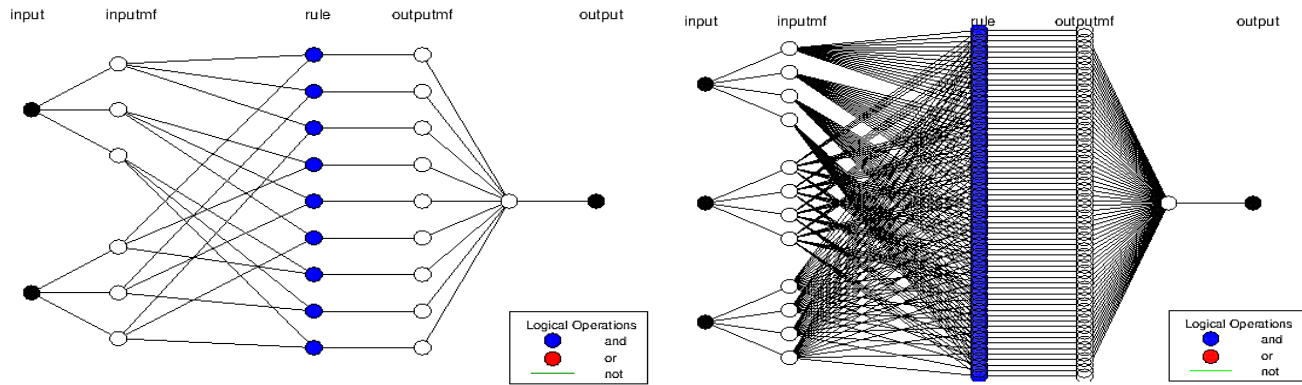 input inputmf rule outputmf output
Logical Operations
and
or
not
input inputmf rule outputmf output
Logical Operations
and
or
not